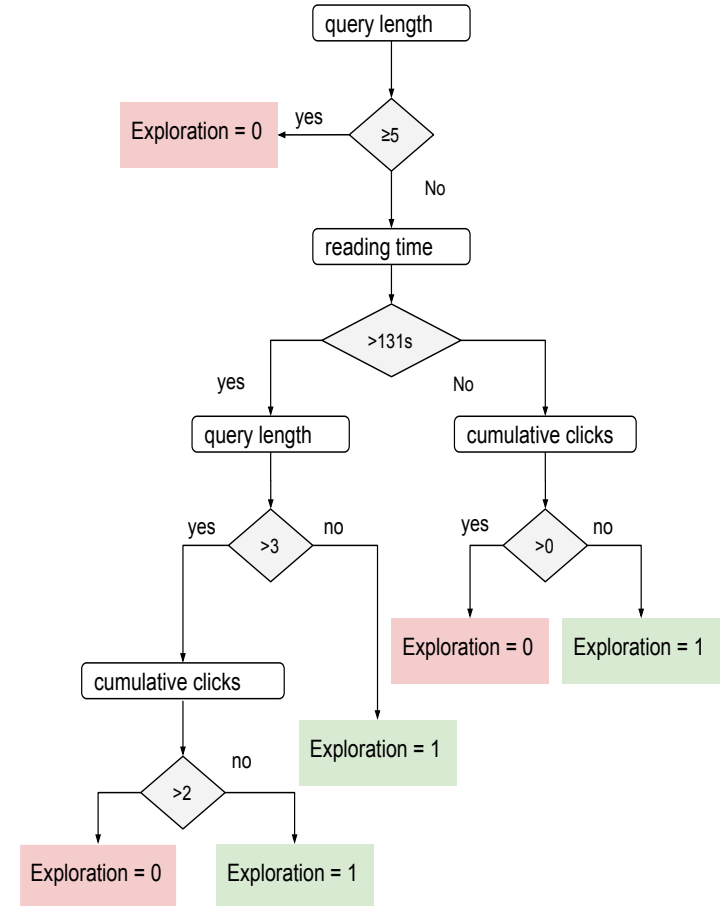 query length
yes
Exploration = 0
≥5
No
reading time
>131s
yes
No
query length
cumulative clicks
yes
>3
no
yes
>0
no
Exploration = 0
Exploration = 1
cumulative clicks
Exploration = 1
no
>2
Exploration = 0
Exploration = 1